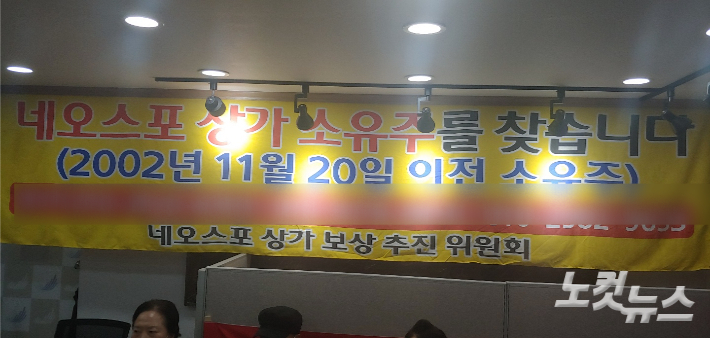 네오스포 상가 소유주를 찾습니다
(2002년 11월 20일 이전 소유주)
네오스포 상가 보상 추진 위원회
노컷뉴스